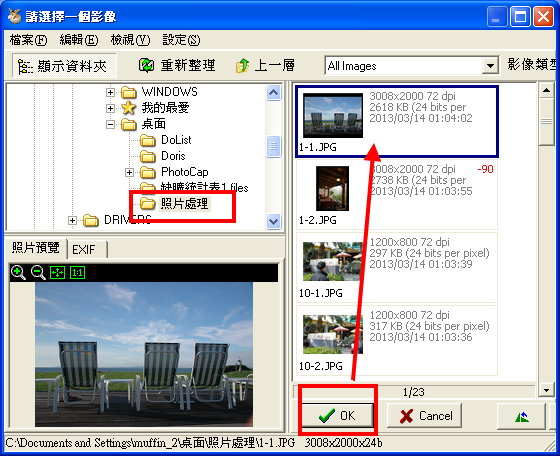 請選擇一個影像
檔案(F) 編輯(E) 檢視(V) 設定(S)
顯示資料夾 重新整理 上一層 All Images 影像類型
WINDOWS
我的最愛
桌面
DoList
Doris
PhotoCap
缺曠統計表1.files
照片處理
DRIVERS
照片預覽 EXIF
1:1
3008x2000 72 dpi
2618 KB (24 bits per
2013/03/14 01:04:02
1-1.JPG
3008x2000 72 dpi -90
2738 KB (24 bits per
2013/03/14 01:03:55
1-2.JPG
1200x800 72 dpi
297 KB (24 bits per pixel)
2013/03/14 01:03:39
10-1.JPG
1200x800 72 dpi
317 KB (24 bits per pixel)
2013/03/14 01:03:36
10-2.JPG
1/23
OK Cancel
C:\Documents and Settings\muffin_2\桌面\照片處理\1-1.JPG 3008x2000x24b